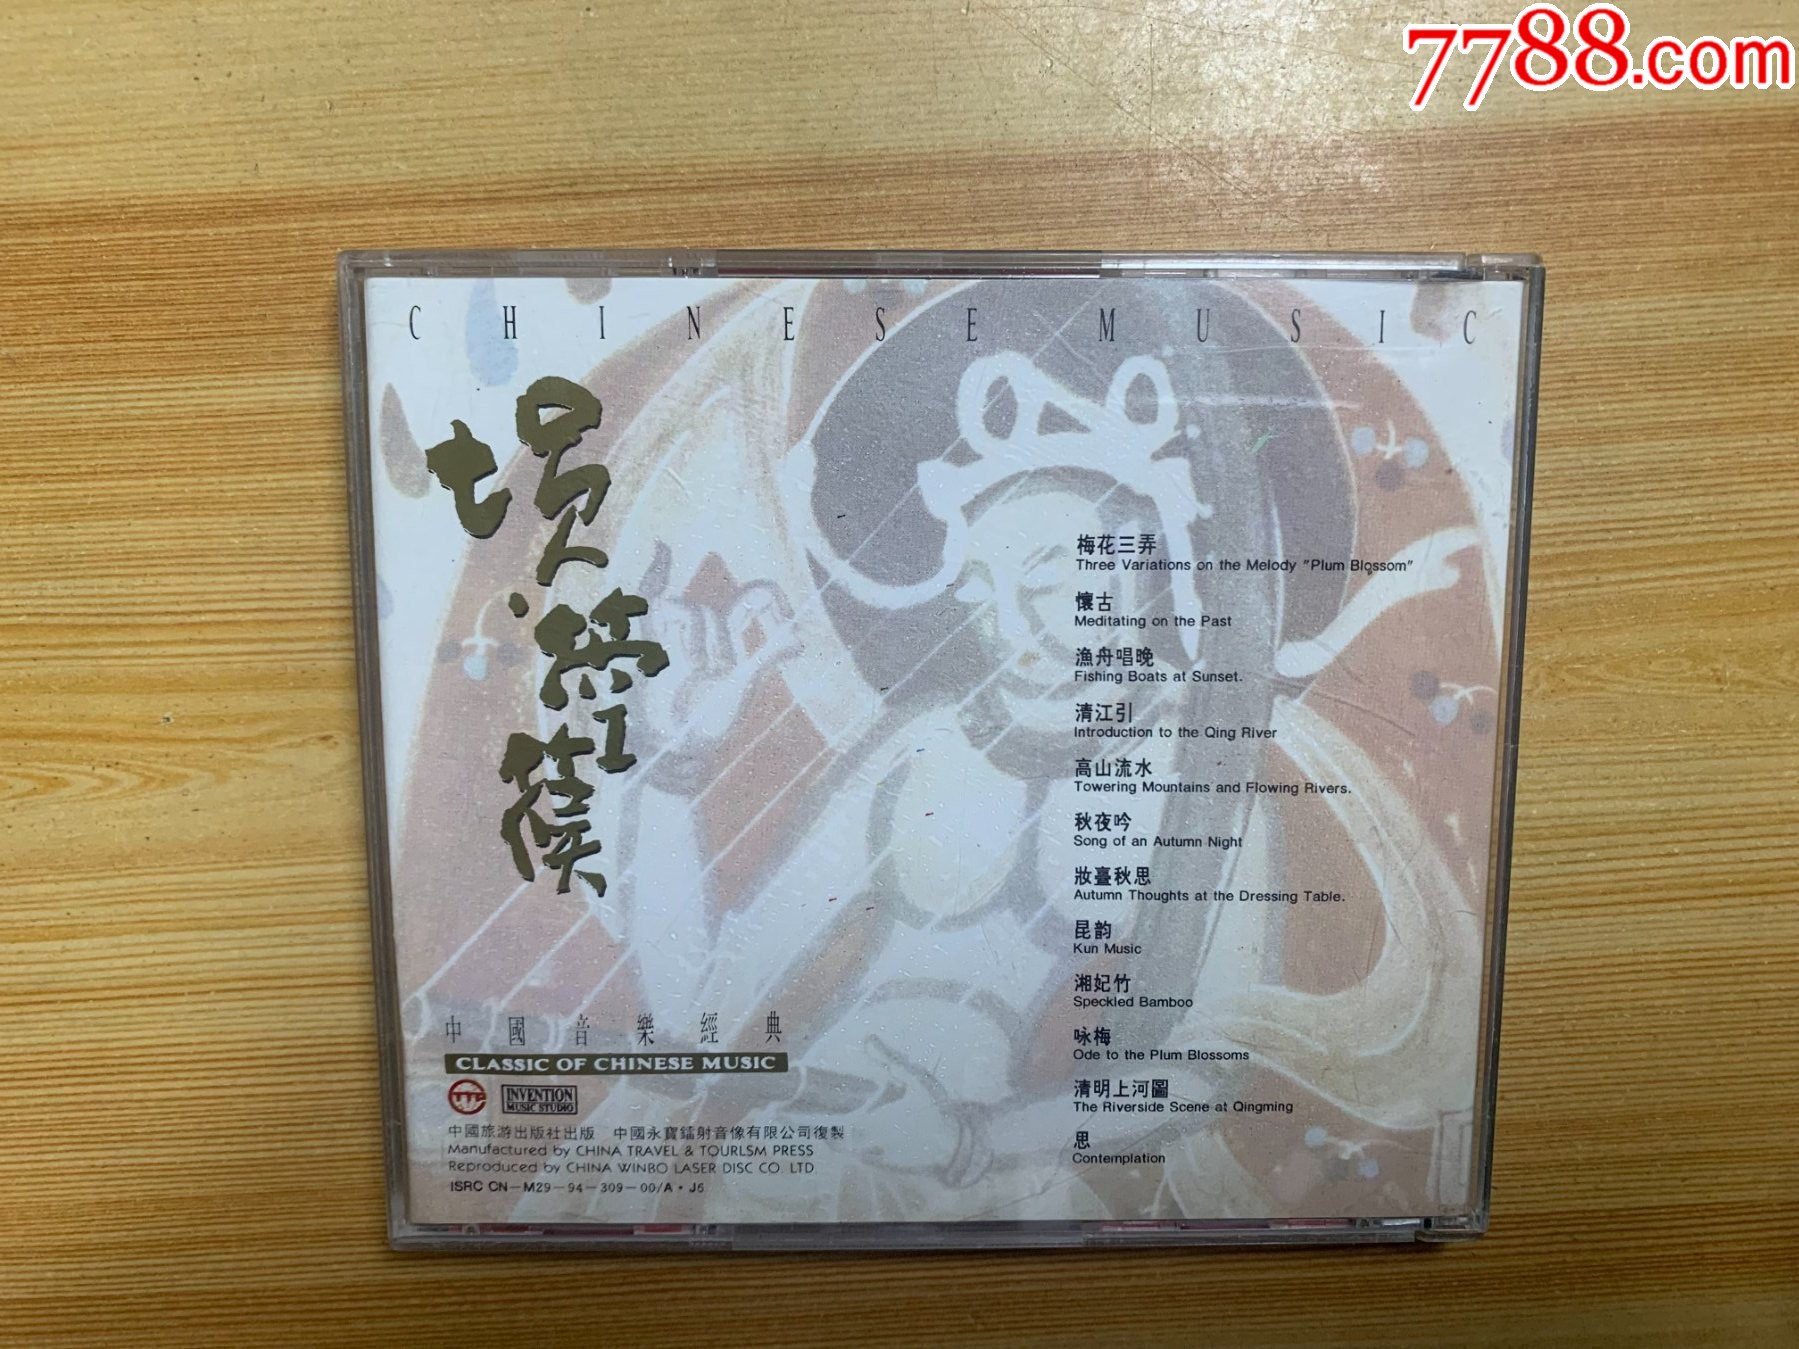 7788.com
CHINESE MUSIC
埙箜篌
梅花三弄
Three Variations on the Melody "Plum Blossom"
懷古
Meditating on the Past
漁舟唱晚
Fishing Boats at Sunset.
清江引
Introduction to the Qing River
高山流水
Towering Mountains and Flowing Rivers.
秋夜吟
Song of an Autumn Night
妝臺秋思
Autumn Thoughts at the Dressing Table.
昆韵
Kun Music
湘妃竹
Speckled Bamboo
咏梅
Ode to the Plum Blossoms
清明上河圖
The Riverside Scene at Qingming
思
Contemplation
中國音樂經典
CLASSIC OF CHINESE MUSIC
TTP
INVENTION
MUSIC STUDIO
中國旅游出版社出版 中國永寶鐳射音像有限公司復製
Manufactured by CHINA TRAVEL & TOURLSM PRESS
Reproduced by CHINA WINBO LASER DISC CO. LTD.
ISRC CN-M29-94-309-00/A·J6